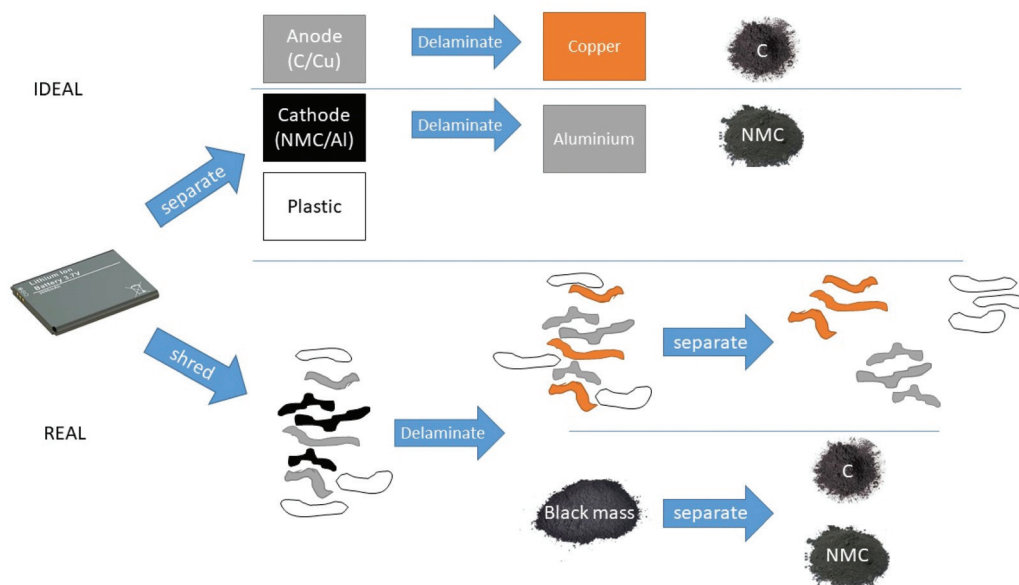 IDEAL
Anode
(C/Cu)
Delaminate
Copper
C
Cathode
(NMC/Al)
Delaminate
Aluminium
NMC
separate
Plastic
Lithium Ion
Battery 3.7V
shred
REAL
Delaminate
separate
Black mass
separate
C
NMC